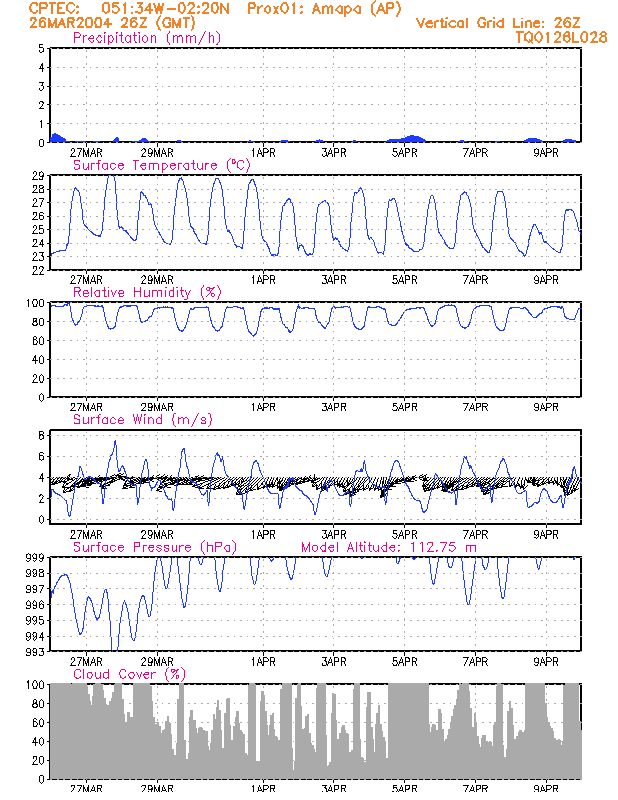 CPTEC: 051:34W-02:20N Prox01: Amapa (AP)
26MAR2004 26Z (GMT) Vertical Grid Line: 26Z
Precipitation (mm/h) TQ0126L028
5
4
3
2
1
0
27MAR 29MAR 1APR 3APR 5APR 7APR 9APR
Surface Temperature (°C)
29
28
27
26
25
24
23
22
27MAR 29MAR 1APR 3APR 5APR 7APR 9APR
Relative Humidity (%)
100
80
60
40
20
0
27MAR 29MAR 1APR 3APR 5APR 7APR 9APR
Surface Wind (m/s)
8
6
4
2
0
27MAR 29MAR 1APR 3APR 5APR 7APR 9APR
Surface Pressure (hPa) Model Altitude: 112.75 m
999
998
997
996
995
994
993
27MAR 29MAR 1APR 3APR 5APR 7APR 9APR
Cloud Cover (%)
100
80
60
40
20
0
27MAR 29MAR 1APR 3APR 5APR 7APR 9APR